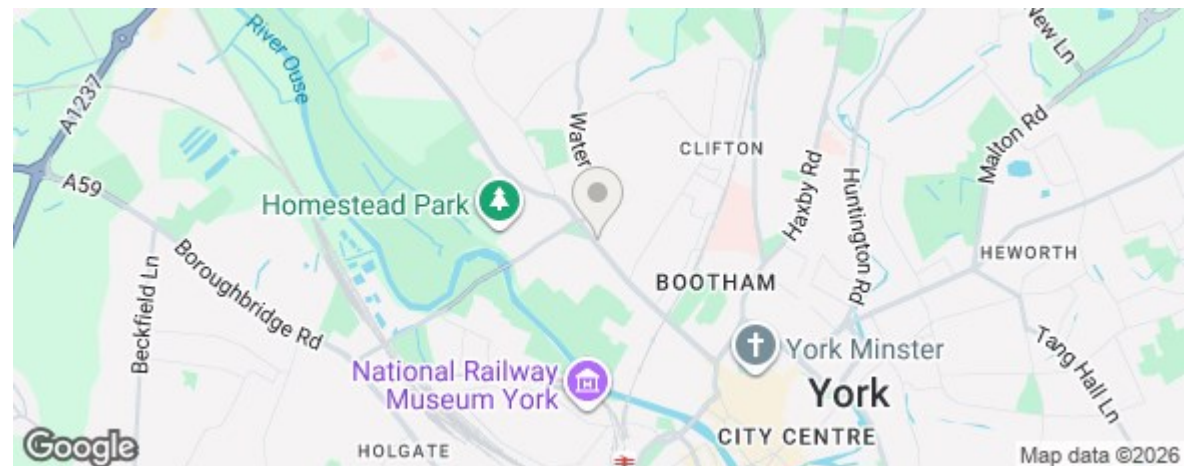 River Ouse
New Ln
A1237
Water
Malton Rd
CLIFTON
Haxby Rd
A59
Homestead Park
Huntington Rd
Boroughbridge Rd
HEWORTH
Beckfield Ln
BOOTHAM
York Minster
Tang Hall Ln
National Railway
Museum York
York
CITY CENTRE
HOLGATE
Google
Map data ©2026